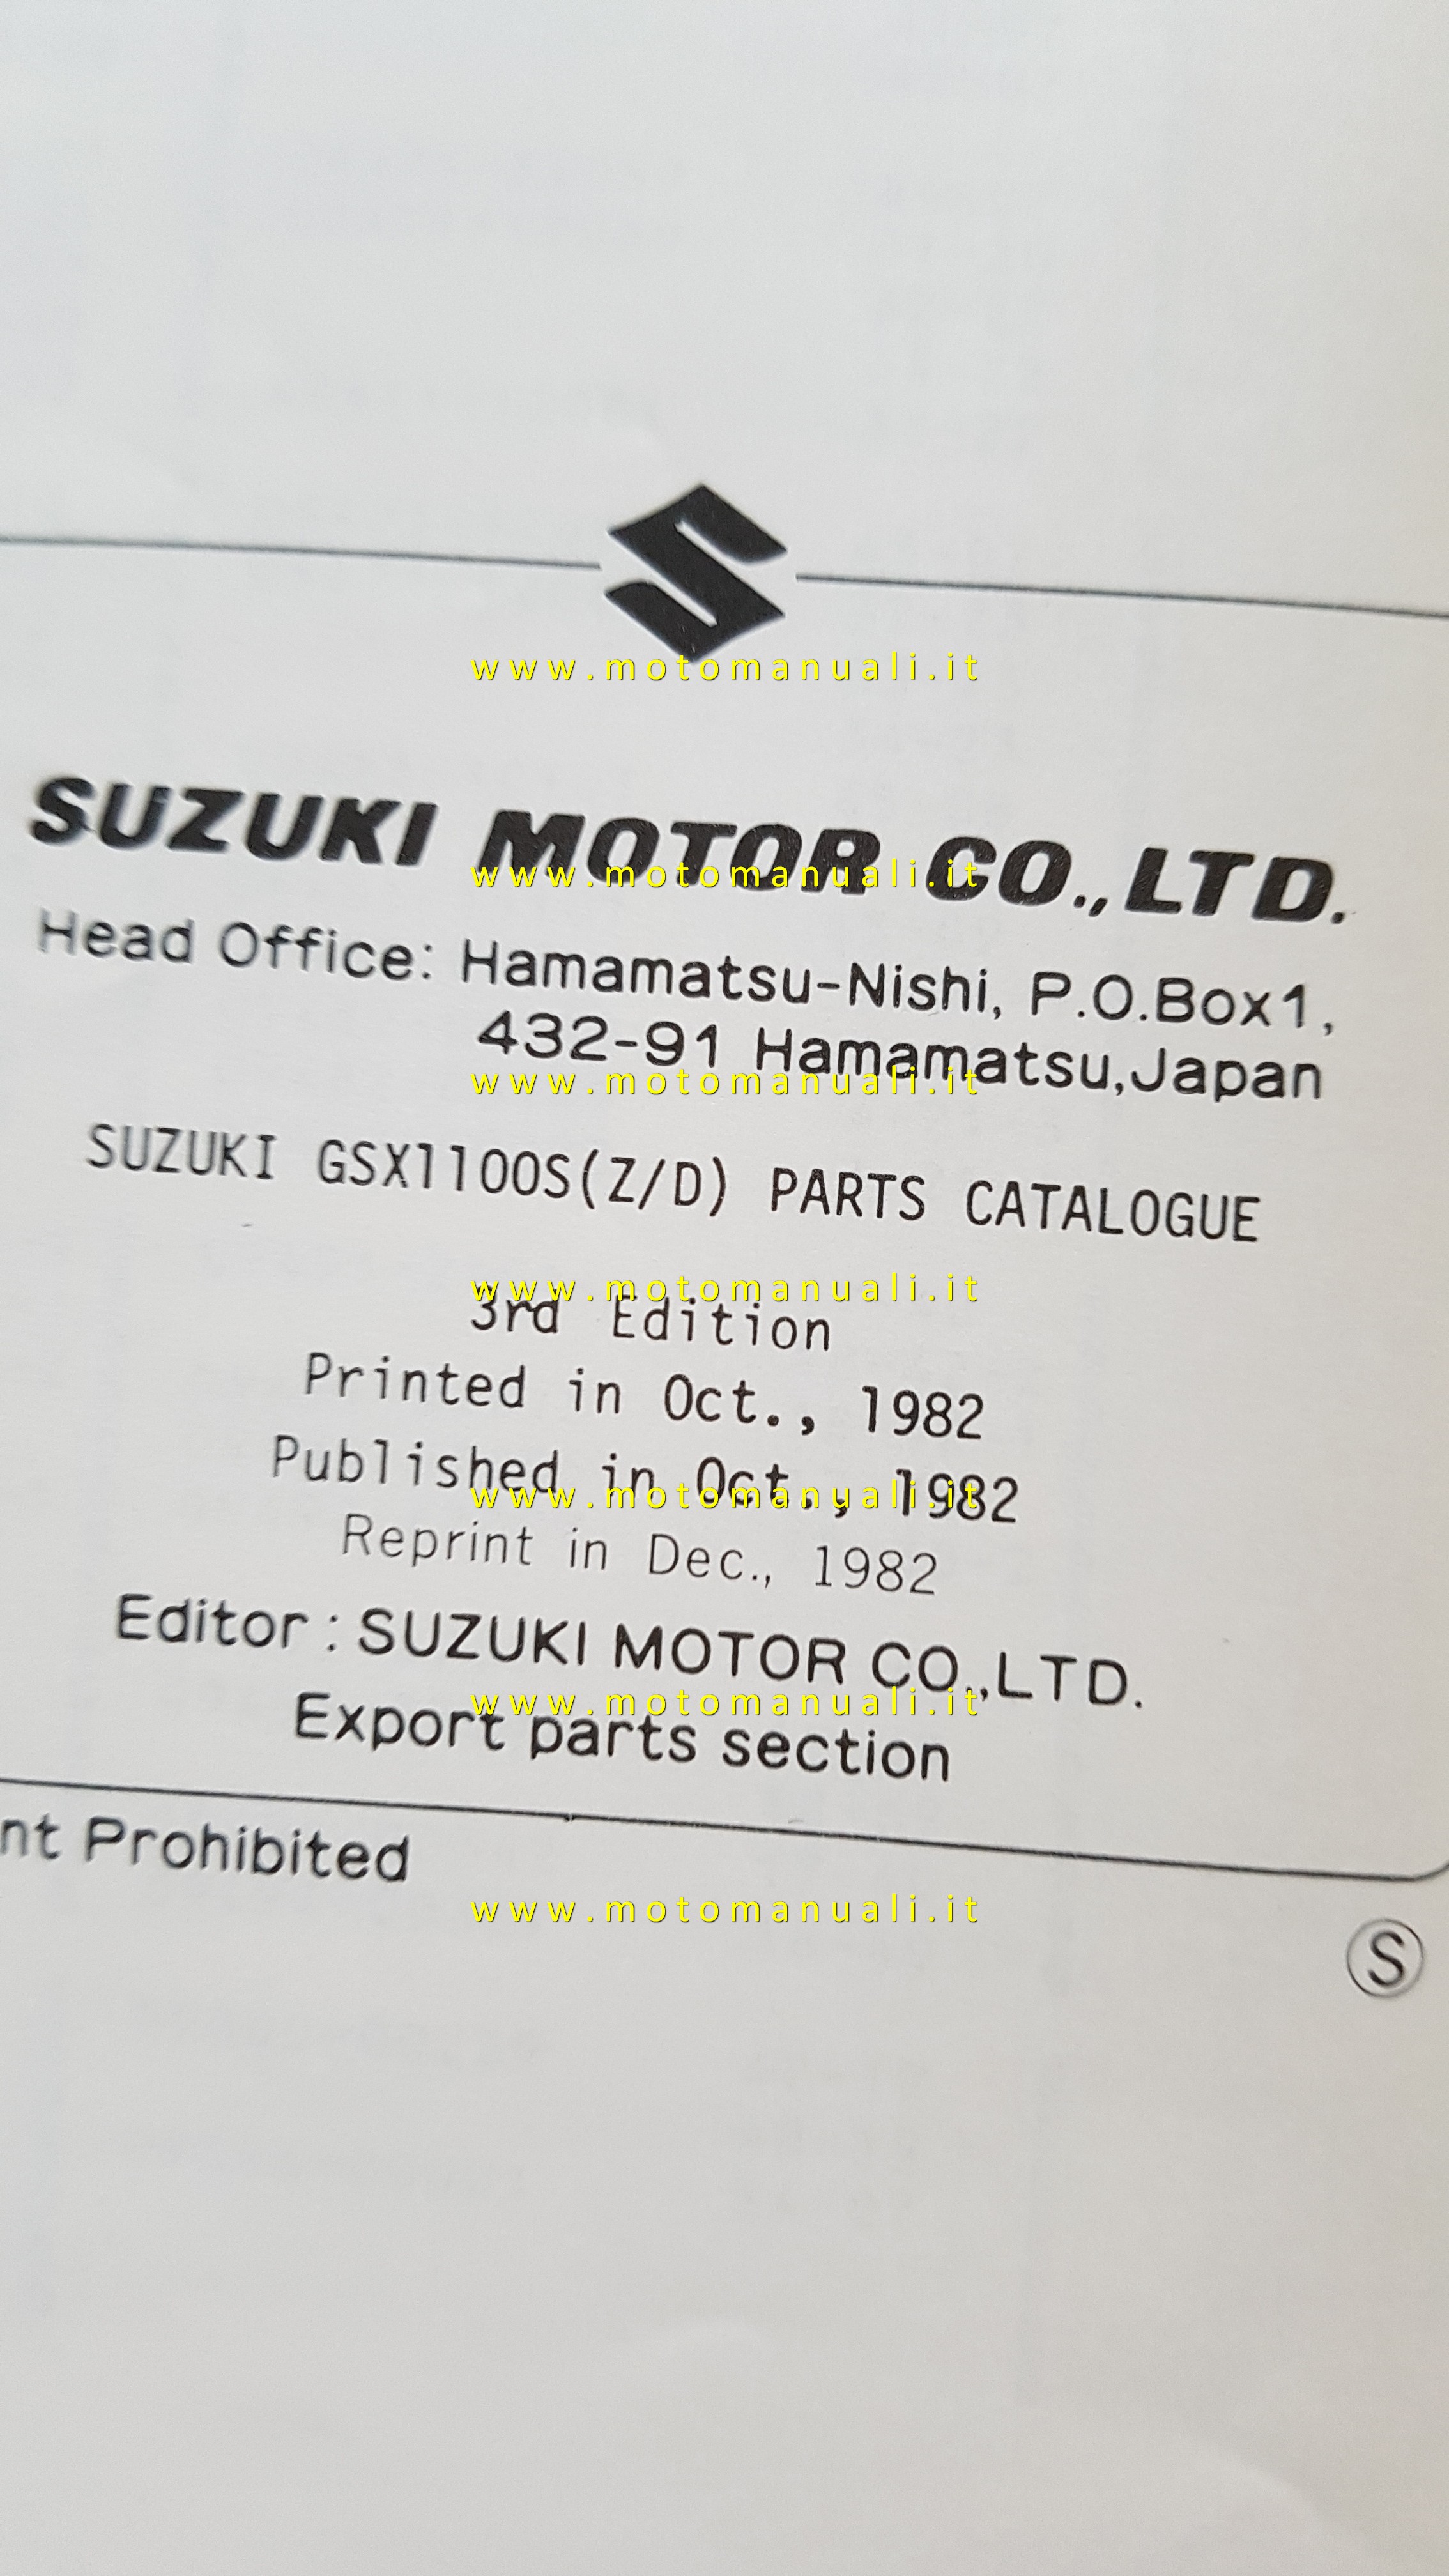 www.motomanuali.it
SUZUKI MOTOR CO.,LTD.
www.motomanuali.it
Head Office: Hamamatsu-Nishi, P.O.Box1,
432-91 Hamamatsu,Japan
www.motomanuali.it
SUZUKI GSX1100S(Z/D) PARTS CATALOGUE
www.motomanuali.it
3rd Edition
Printed in Oct., 1982
Published in Oct., 1982
www.motomanuali.it
Reprint in Dec., 1982
Editor : SUZUKI MOTOR CO.,LTD.
www.motomanuali.it
Export parts section
nt Prohibited
www.motomanuali.it
S